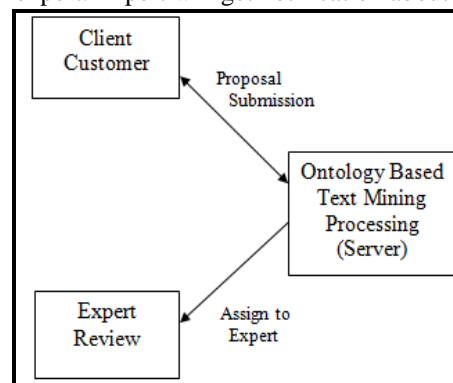 Client
Customer
Proposal
Submission
Ontology Based
Text Mining
Processing
(Server)
Expert
Review
Assign to
Expert